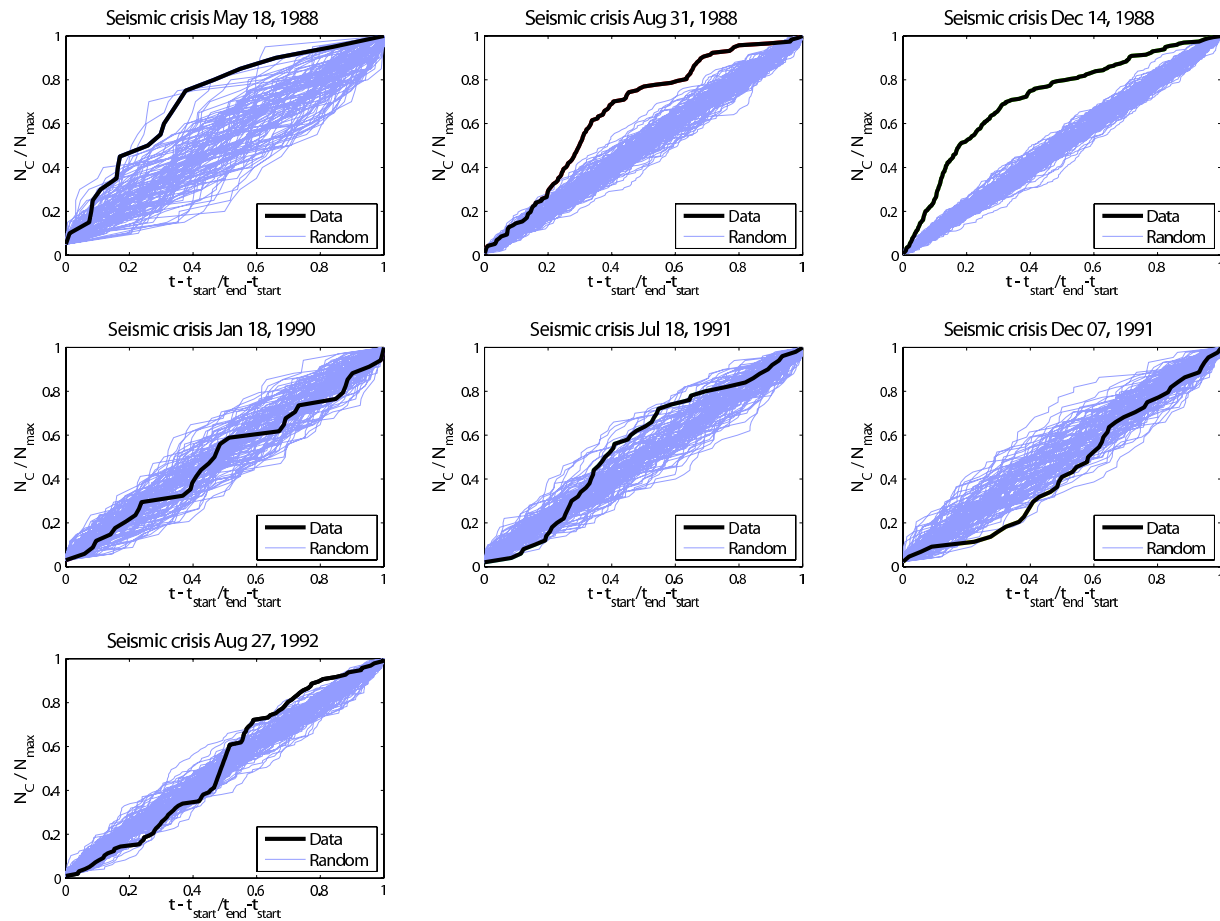 Seismic crisis May 18, 1988
1
0.8
0.6
0.4
0.2
0
N_C / N_max
Data
Random
0 0.2 0.4 0.6 0.8 1
t - t_start/t_end-t_start
Seismic crisis Aug 31, 1988
1
0.8
0.6
0.4
0.2
0
N_C / N_max
Data
Random
0 0.2 0.4 0.6 0.8 1
t - t_start/t_end-t_start
Seismic crisis Dec 14, 1988
1
0.8
0.6
0.4
0.2
0
N_C / N_max
Data
Random
0 0.2 0.4 0.6 0.8 1
t - t_start/t_end-t_start
Seismic crisis Jan 18, 1990
1
0.8
0.6
0.4
0.2
0
N_C / N_max
Data
Random
0 0.2 0.4 0.6 0.8 1
t - t_start/t_end-t_start
Seismic crisis Jul 18, 1991
1
0.8
0.6
0.4
0.2
0
N_C / N_max
Data
Random
0 0.2 0.4 0.6 0.8 1
t - t_start/t_end-t_start
Seismic crisis Dec 07, 1991
1
0.8
0.6
0.4
0.2
0
N_C / N_max
Data
Random
0 0.2 0.4 0.6 0.8 1
t - t_start/t_end-t_start
Seismic crisis Aug 27, 1992
1
0.8
0.6
0.4
0.2
0
N_C / N_max
Data
Random
0 0.2 0.4 0.6 0.8 1
t - t_start/t_end-t_start